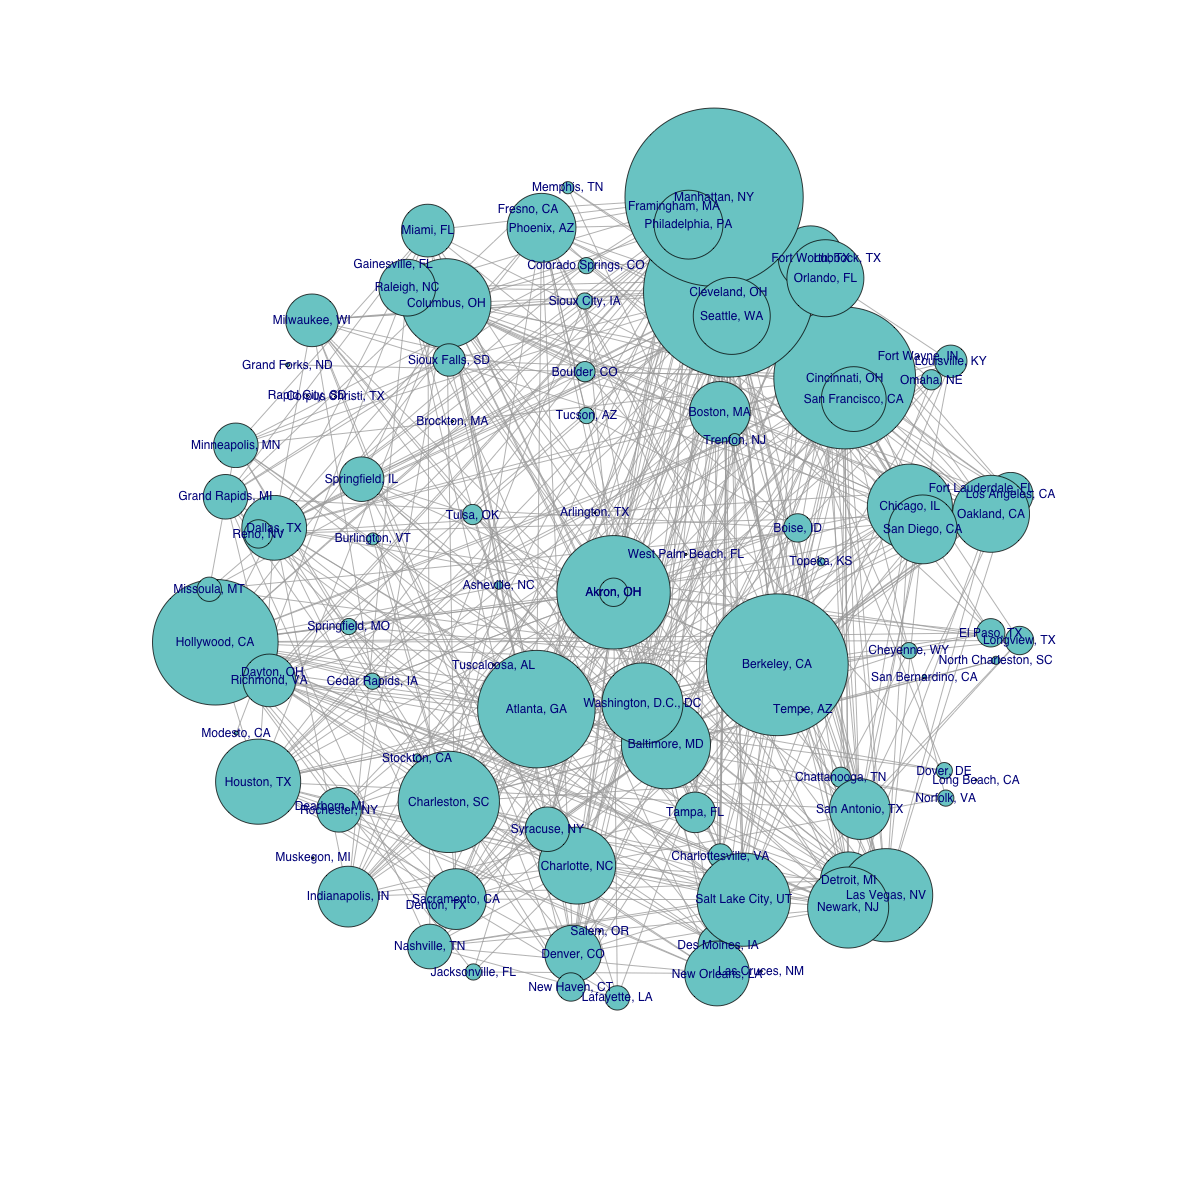 Memphis, TN
Manhattan, NY
Framingham, MA
Fresno, CA
Philadelphia, PA
Phoenix, AZ
Miami, FL
Fort Worth, TX
Lubbock, TX
Gainesville, FL
Colorado Springs, CO
Orlando, FL
Raleigh, NC
Cleveland, OH
Columbus, OH
Sioux City, IA
Seattle, WA
Milwaukee, WI
Fort Wayne, IN
Louisville, KY
Sioux Falls, SD
Grand Forks, ND
Boulder, CO
Cincinnati, OH
Omaha, NE
Rapid City, SD
Corpus Christi, TX
San Francisco, CA
Boston, MA
Tucson, AZ
Brockton, MA
Trenton, NJ
Minneapolis, MN
Springfield, IL
Fort Lauderdale, FL
Los Angeles, CA
Grand Rapids, MI
Chicago, IL
Arlington, TX
Oakland, CA
Tulsa, OK
Dallas, TX
Boise, ID
San Diego, CA
Reno, NV
Burlington, VT
West Palm Beach, FL
Topeka, KS
Asheville, NC
Missoula, MT
Akron, OH
Springfield, MO
El Paso, TX
Longview, TX
Hollywood, CA
Cheyenne, WY
North Charleston, SC
Tuscaloosa, AL
Berkeley, CA
Dayton, OH
San Bernardino, CA
Richmond, VA
Cedar Rapids, IA
Washington, D.C., DC
Atlanta, GA
Tempe, AZ
Modesto, CA
Baltimore, MD
Stockton, CA
Dover, DE
Chattanooga, TN
Long Beach, CA
Houston, TX
Norfolk, VA
Charleston, SC
Dearborn, MI
Rochester, NY
San Antonio, TX
Tampa, FL
Syracuse, NY
Muskegon, MI
Charlottesville, VA
Charlotte, NC
Detroit, MI
Indianapolis, IN
Las Vegas, NV
Sacramento, CA
Salt Lake City, UT
Denton, TX
Newark, NJ
Salem, OR
Nashville, TN
Des Moines, IA
Denver, CO
Jacksonville, FL
Las Cruces, NM
New Orleans, LA
New Haven, CT
Lafayette, LA